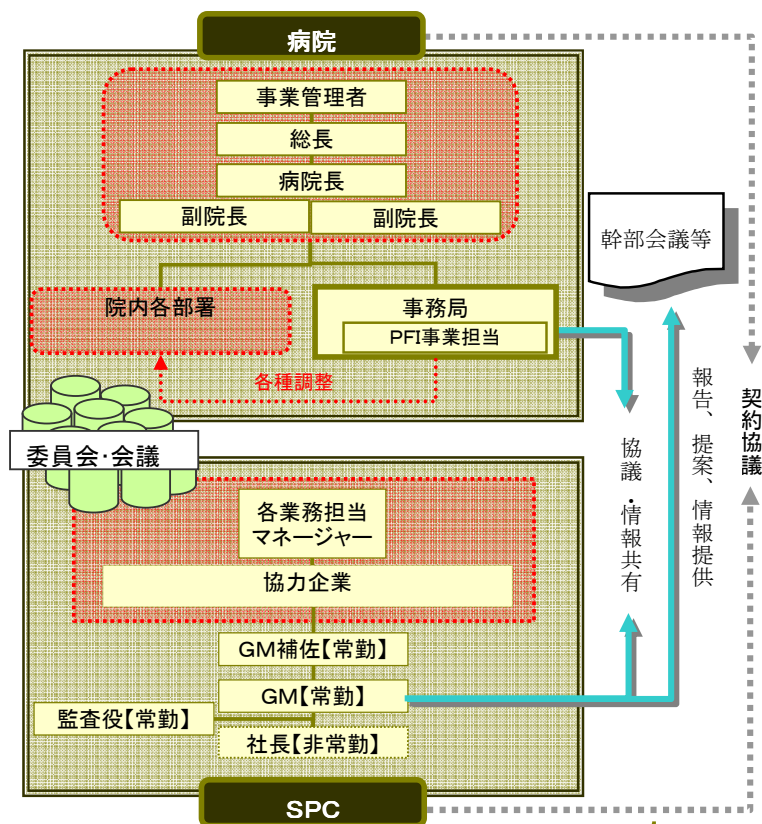 病院
事業管理者
総長
病院長
副院長
副院長
幹部会議等
院内各部署
事務局
PFI事業担当
各種調整
委員会・会議
契約協議
報告、提案、情報提供
協議・情報共有
各業務担当
マネージャー
協力企業
GM補佐【常勤】
GM【常勤】
監査役【常勤】
社長【非常勤】
SPC